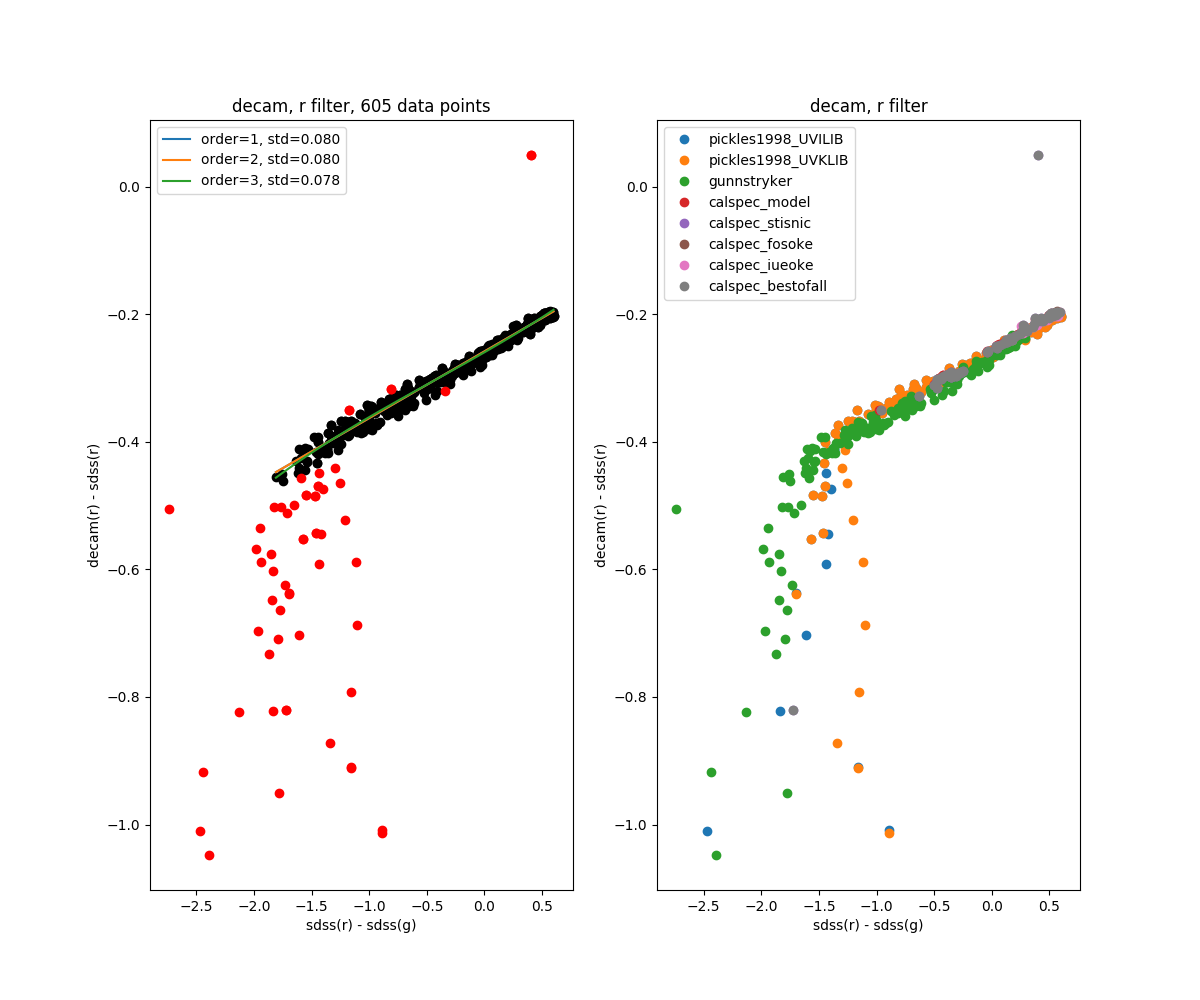 decam, r filter, 605 data points
order=1, std=0.080
order=2, std=0.080
order=3, std=0.078
0.0
−0.2
−0.4
−0.6
−0.8
−1.0
decam(r) - sdss(r)
−2.5 −2.0 −1.5 −1.0 −0.5 0.0 0.5
sdss(r) - sdss(g)
decam, r filter
pickles1998_UVILIB
pickles1998_UVKLIB
gunnstryker
calspec_model
calspec_stisnic
calspec_fosoke
calspec_iueoke
calspec_bestofall
0.0
−0.2
−0.4
−0.6
−0.8
−1.0
decam(r) - sdss(r)
−2.5 −2.0 −1.5 −1.0 −0.5 0.0 0.5
sdss(r) - sdss(g)